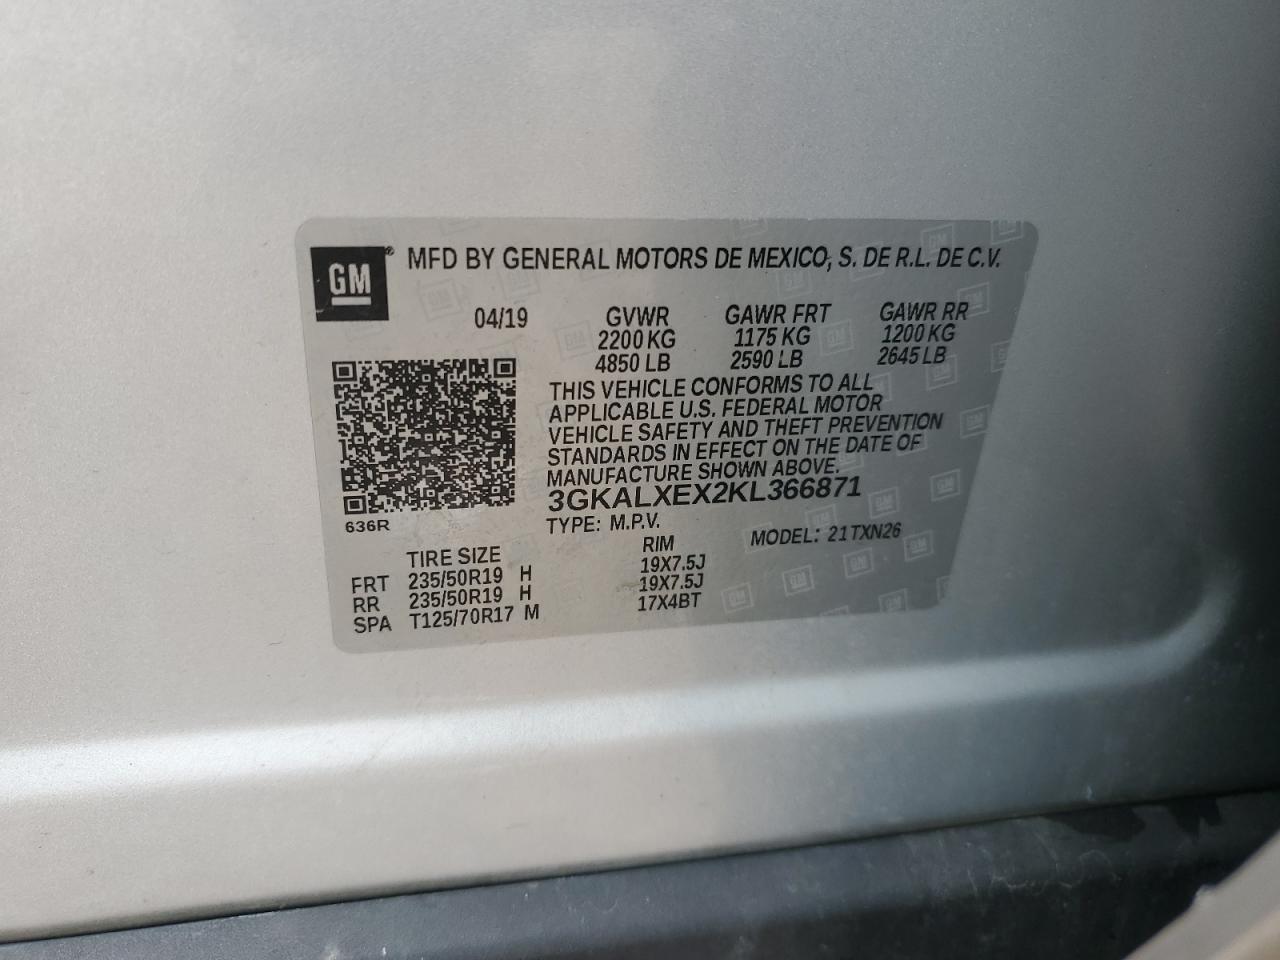 GM ® MFD BY GENERAL MOTORS DE MEXICO, S. DE R.L. DE C.V.
04/19 GVWR GAWR FRT GAWR RR
2200 KG 1175 KG 1200 KG
4850 LB 2590 LB 2645 LB
THIS VEHICLE CONFORMS TO ALL
APPLICABLE U.S. FEDERAL MOTOR
VEHICLE SAFETY AND THEFT PREVENTION
STANDARDS IN EFFECT ON THE DATE OF
MANUFACTURE SHOWN ABOVE.
3GKALXEX2KL366871
636R
TYPE: M.P.V. MODEL: 21TXN26
TIRE SIZE RIM
FRT 235/50R19 H 19X7.5J
RR 235/50R19 H 19X7.5J
SPA T125/70R17 M 17X4BT